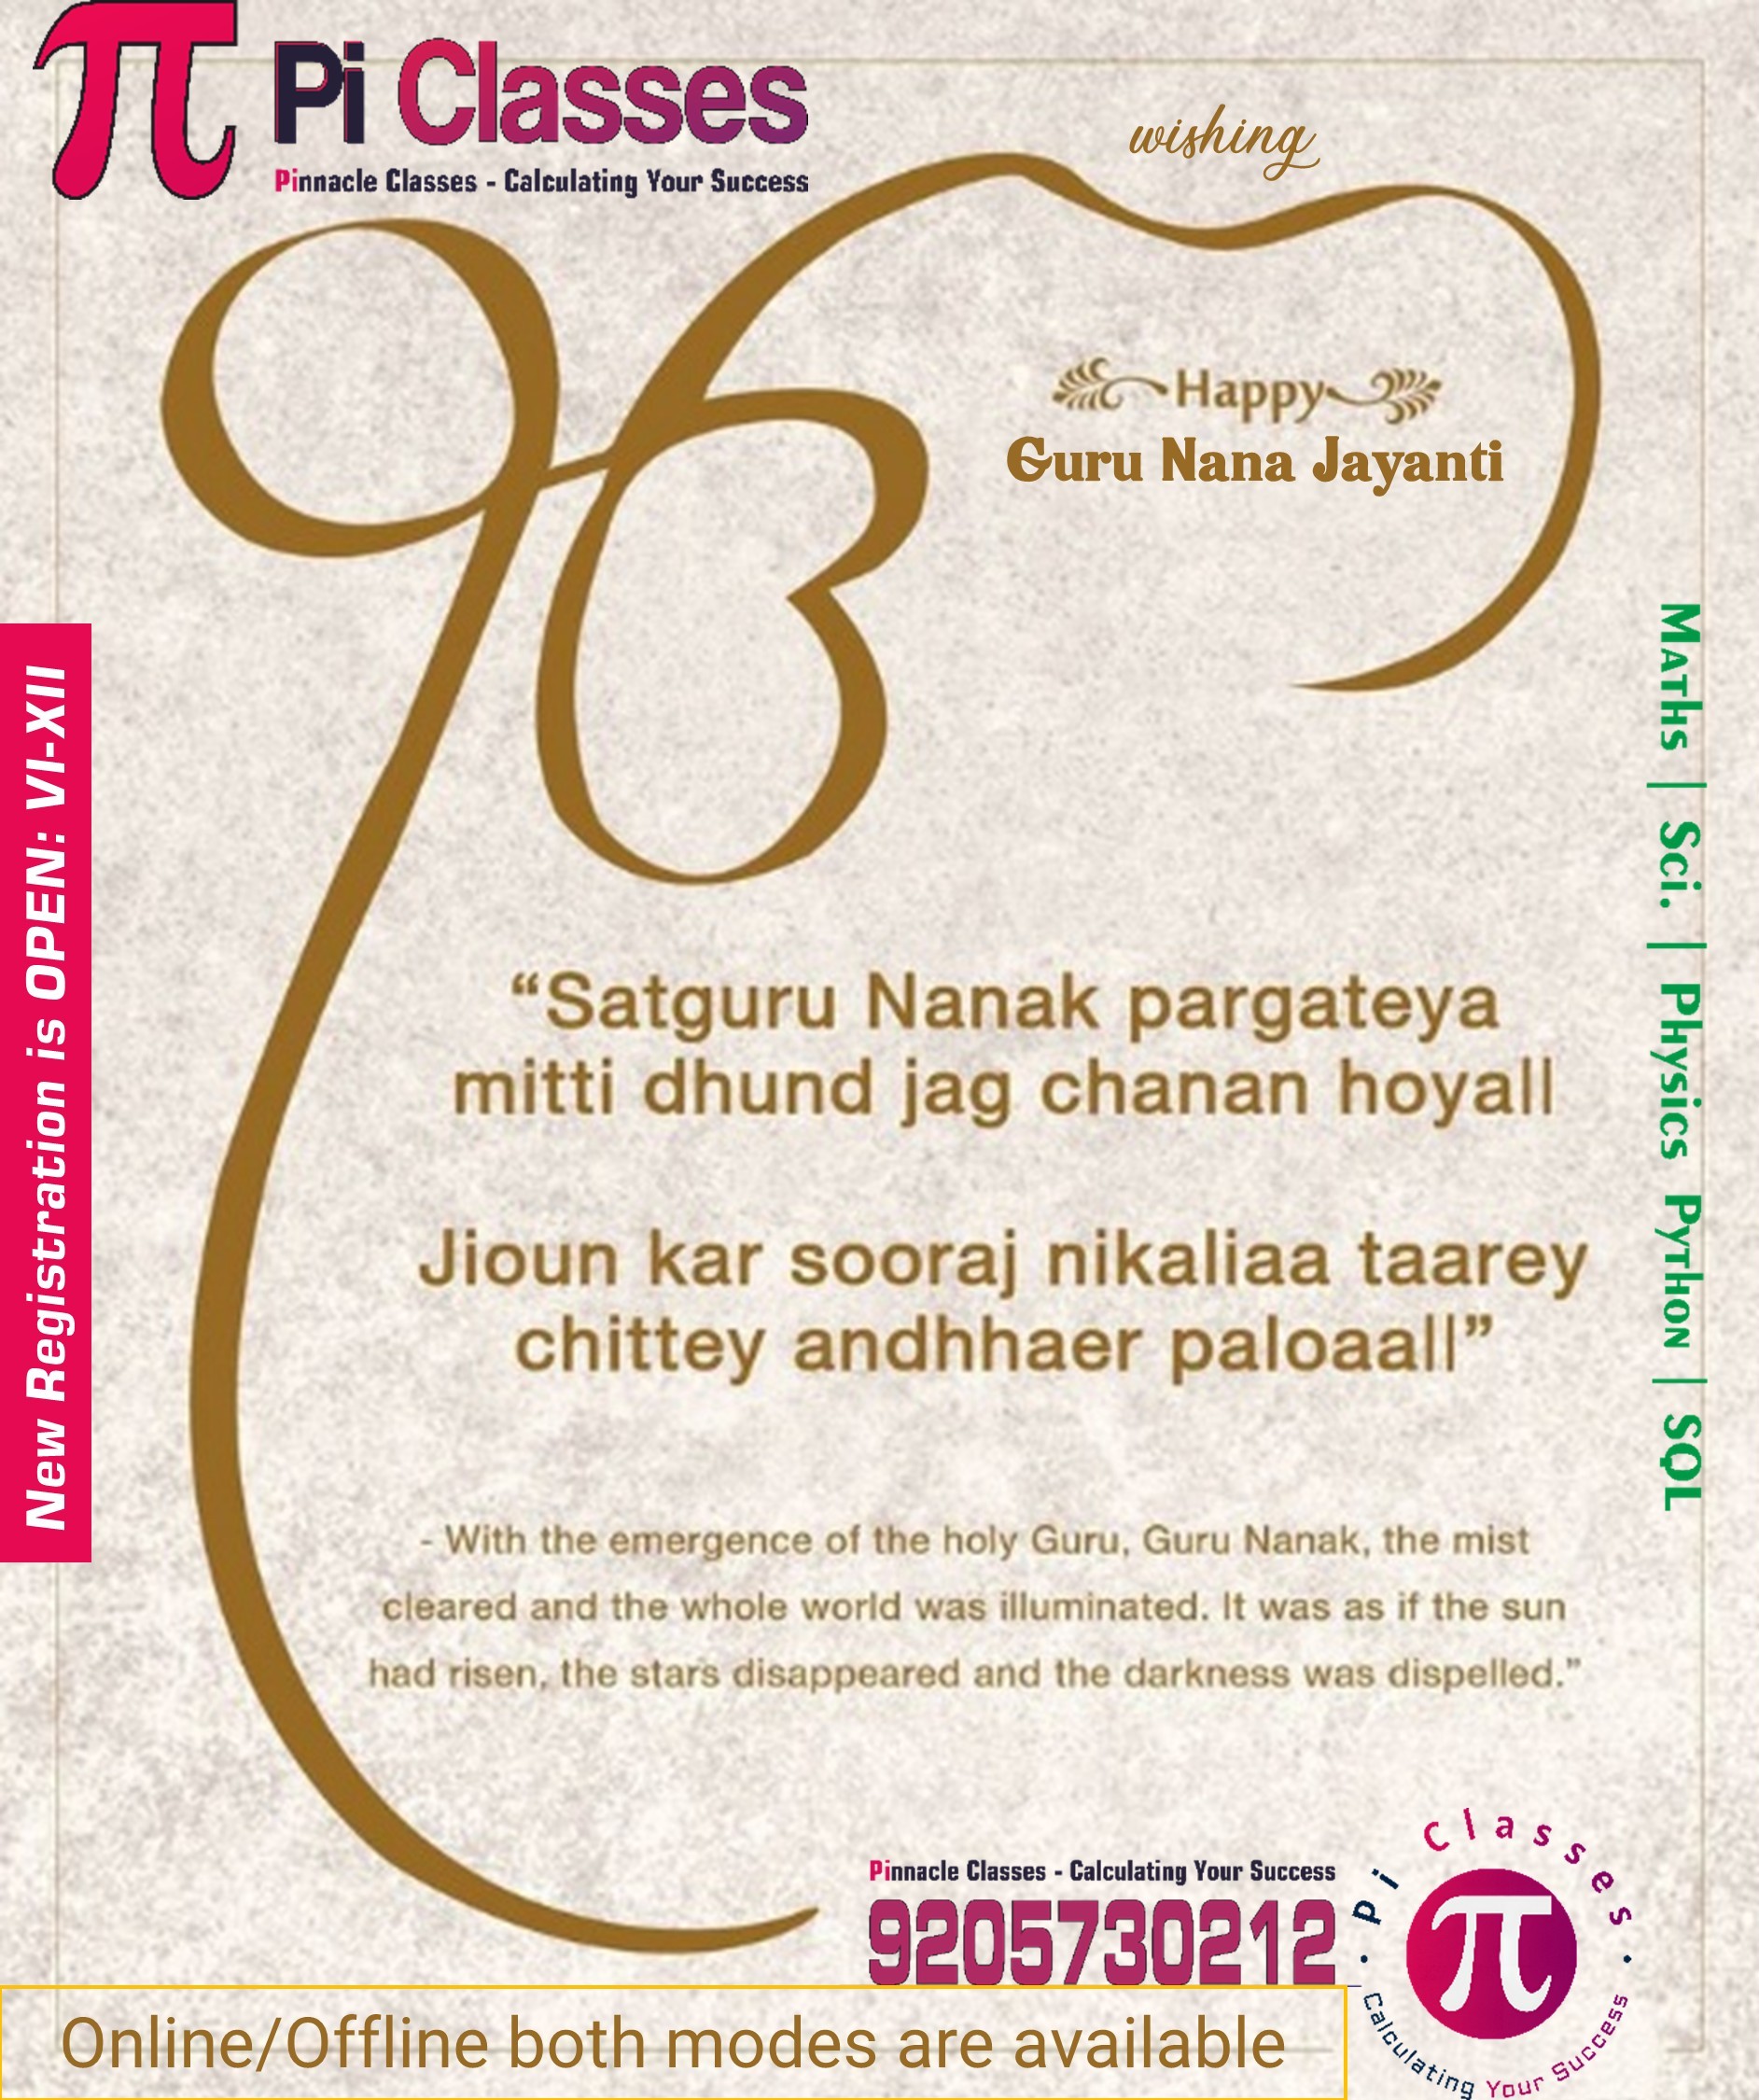 π Pi Classes
Pinnacle Classes - Calculating Your Success
wishing
Happy
Guru Nana Jayanti
ੴ
New Registration is OPEN: VI-XII
Maths | Sci. | Physics Python | SQL
“Satguru Nanak pargateya
mitti dhund jag chanan hoyall
Jioun kar sooraj nikaliaa taarey
chittey andhhaer paloaall”
- With the emergence of the holy Guru, Guru Nanak, the mist
cleared and the whole world was illuminated. It was as if the sun
had risen, the stars disappeared and the darkness was dispelled.”
Pinnacle Classes - Calculating Your Success
9205730212
Pi Classes
π
Calculating Your Success
Online/Offline both modes are available